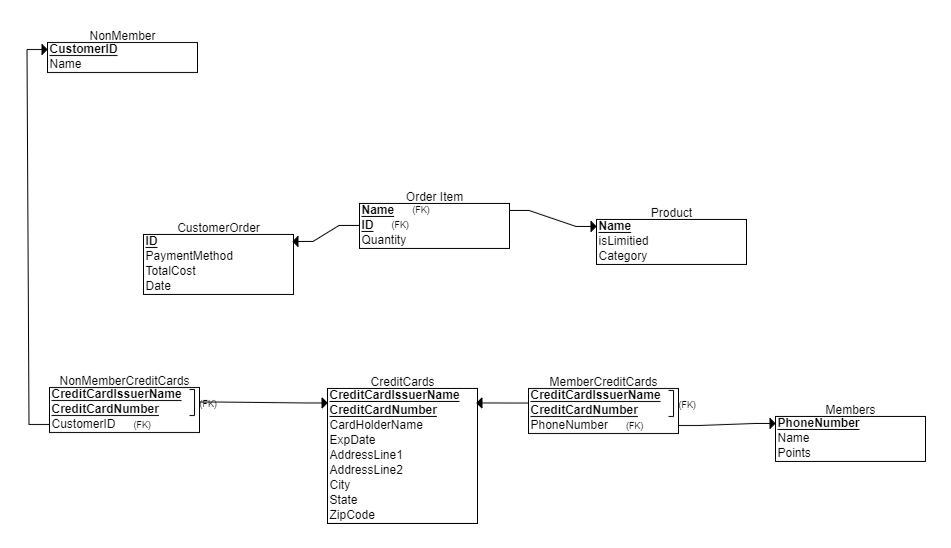 NonMember
CustomerID
Name
Order Item
Name (FK)
ID (FK)
Quantity
Product
Name
isLimitied
Category
CustomerOrder
ID
PaymentMethod
TotalCost
Date
NonMemberCreditCards
CreditCardIssuerName
CreditCardNumber
(FK)
CustomerID (FK)
CreditCards
CreditCardIssuerName
CreditCardNumber
CardHolderName
ExpDate
AddressLine1
AddressLine2
City
State
ZipCode
MemberCreditCards
CreditCardIssuerName
CreditCardNumber
(FK)
PhoneNumber (FK)
Members
PhoneNumber
Name
Points